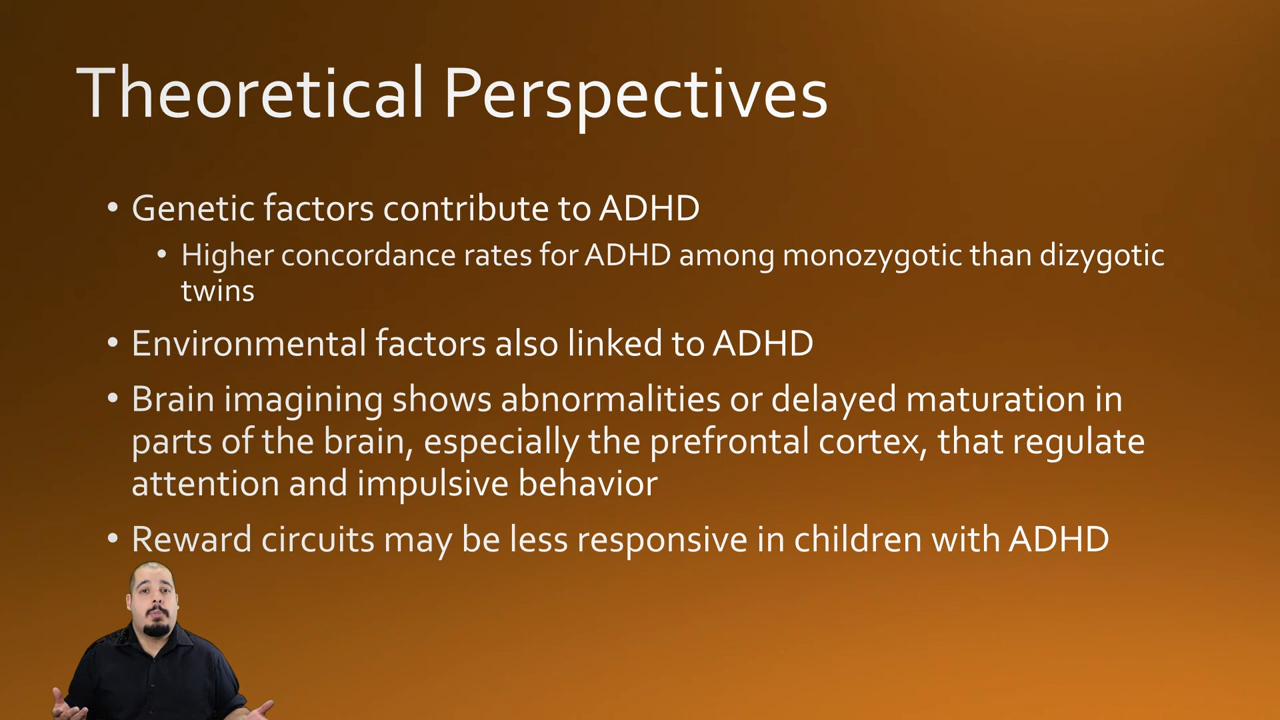 Theoretical Perspectives
• Genetic factors contribute to ADHD
• Higher concordance rates for ADHD among monozygotic than dizygotic
twins
• Environmental factors also linked to ADHD
• Brain imagining shows abnormalities or delayed maturation in
parts of the brain, especially the prefrontal cortex, that regulate
attention and impulsive behavior
• Reward circuits may be less responsive in children with ADHD